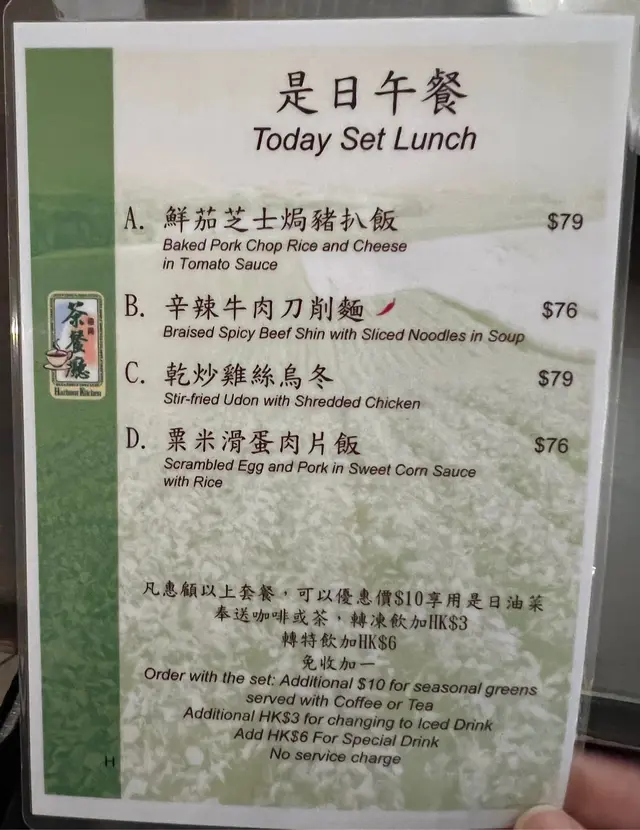 是日午餐
Today Set Lunch
A. 鮮茄芝士焗豬扒飯 $79
Baked Pork Chop Rice and Cheese
in Tomato Sauce
B. 辛辣牛肉刀削麵 $76
Braised Spicy Beef Shin with Sliced Noodles in Soup
C. 乾炒雞絲烏冬 $79
Stir-fried Udon with Shredded Chicken
D. 粟米滑蛋肉片飯 $76
Scrambled Egg and Pork in Sweet Corn Sauce
with Rice
茶餐廳
Harbour Kitchen
凡惠顧以上套餐，可以優惠價$10享用是日油菜
奉送咖啡或茶，轉凍飲加HK$3
轉特飲加HK$6
免收加一
Order with the set: Additional $10 for seasonal greens
served with Coffee or Tea
Additional HK$3 for changing to Iced Drink
Add HK$6 For Special Drink
No service charge
H